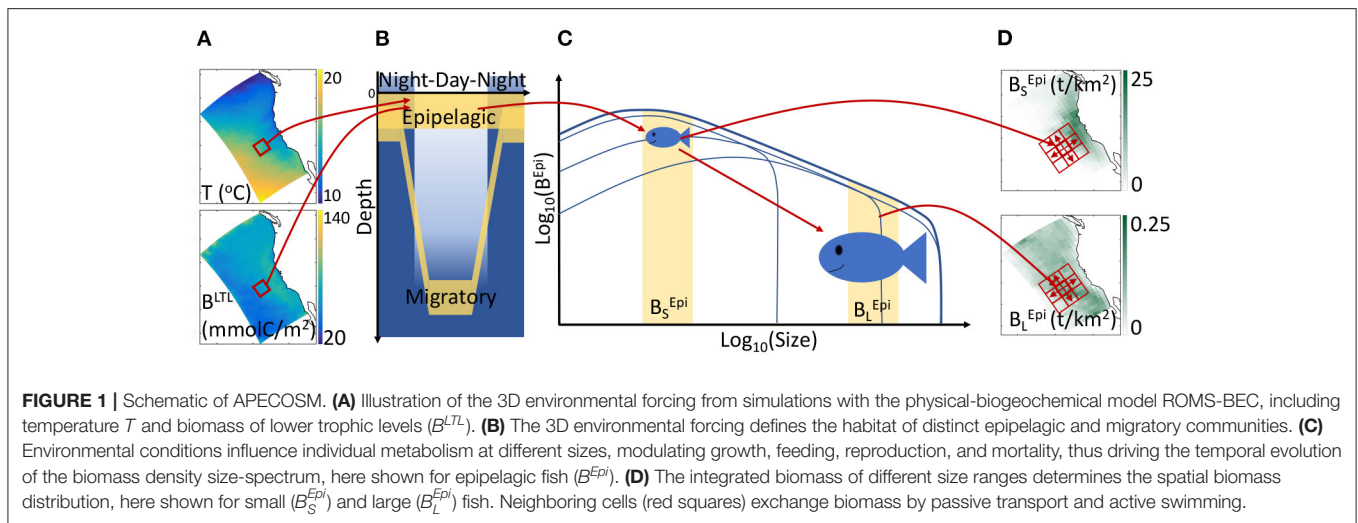 A
B
C
D
20
T (°C)
10
140
B^LTL
(mmolC/m²)
20
Night-Day-Night
0
Epipelagic
Depth
Migratory
Log₁₀(B^Epi)
B_S^Epi
B_L^Epi
Log₁₀(Size)
B_S^Epi (t/km²)
25
0
B_L^Epi (t/km²)
0.25
0
FIGURE 1 | Schematic of APECOSM. (A) Illustration of the 3D environmental forcing from simulations with the physical-biogeochemical model ROMS-BEC, including
temperature T and biomass of lower trophic levels (B^LTL). (B) The 3D environmental forcing defines the habitat of distinct epipelagic and migratory communities. (C)
Environmental conditions influence individual metabolism at different sizes, modulating growth, feeding, reproduction, and mortality, thus driving the temporal evolution
of the biomass density size-spectrum, here shown for epipelagic fish (B^Epi). (D) The integrated biomass of different size ranges determines the spatial biomass
distribution, here shown for small (B_S^Epi) and large (B_L^Epi) fish. Neighboring cells (red squares) exchange biomass by passive transport and active swimming.